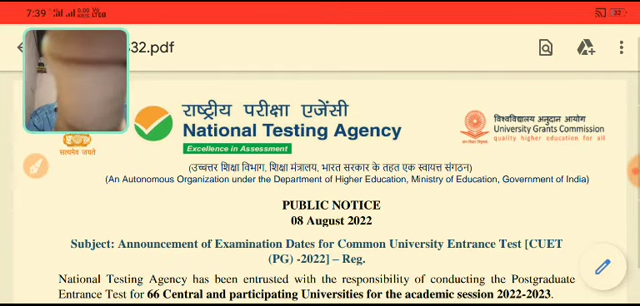 7:39
32.pdf
राष्ट्रीय परीक्षा एजेंसी
National Testing Agency
Excellence in Assessment
विश्वविद्यालय अनुदान आयोग
University Grants Commission
quality higher education for all
सत्यमेव जयते
(उच्चतर शिक्षा विभाग, शिक्षा मंत्रालय, भारत सरकार के तहत एक स्वायत्त संगठन)
(An Autonomous Organization under the Department of Higher Education, Ministry of Education, Government of India)
PUBLIC NOTICE
08 August 2022
Subject: Announcement of Examination Dates for Common University Entrance Test [CUET
(PG) -2022] – Reg.
National Testing Agency has been entrusted with the responsibility of conducting the Postgraduate
Entrance Test for 66 Central and participating Universities for the academic session 2022-2023.